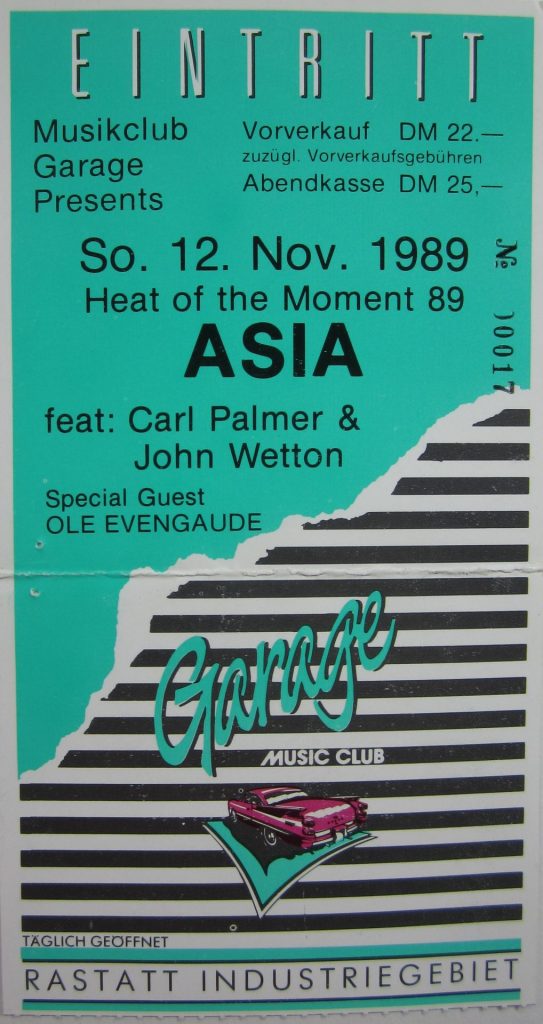 EINTRITT
Musikclub
Garage
Presents
Vorverkauf DM 22.—
zuzügl. Vorverkaufsgebühren
Abendkasse DM 25,—
So. 12. Nov. 1989
Heat of the Moment 89
ASIA
feat: Carl Palmer &
John Wetton
Special Guest
OLE EVENGAUDE
№ 00017
Garage
MUSIC CLUB
TÄGLICH GEÖFFNET
RASTATT INDUSTRIEGEBIET